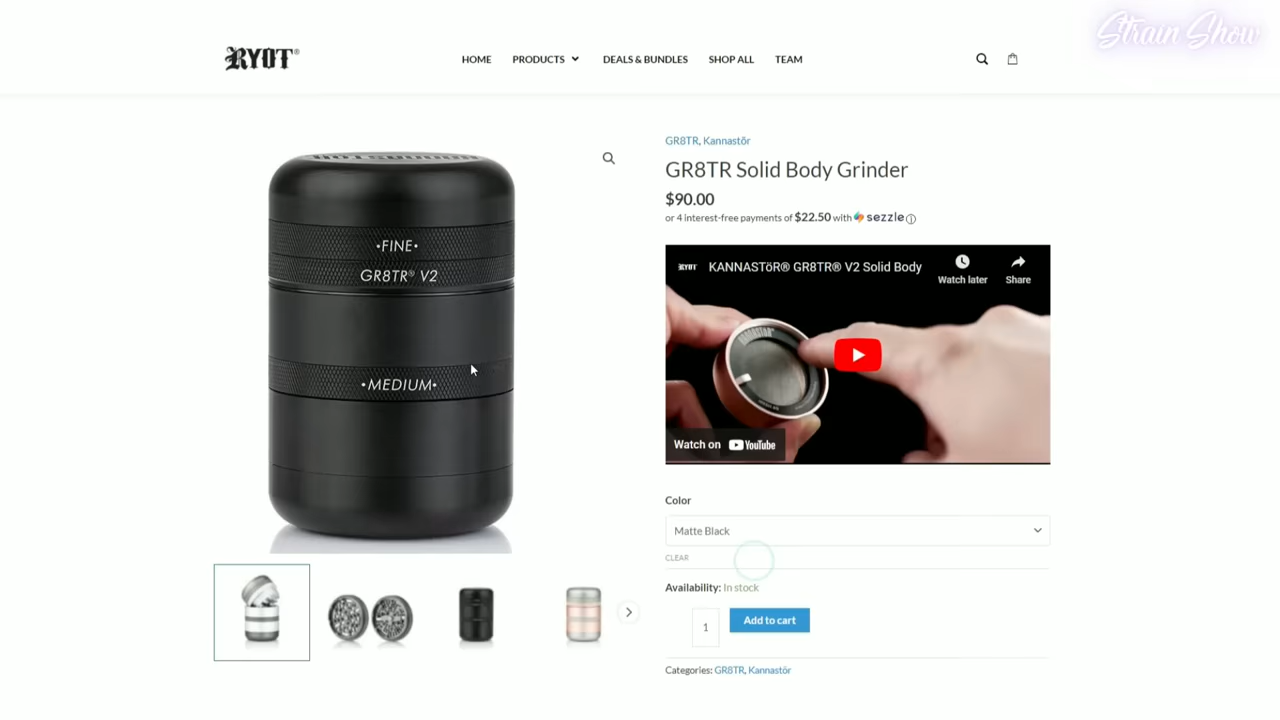 Strain Show
RYOT®
HOME PRODUCTS DEALS & BUNDLES SHOP ALL TEAM
•FINE•
GR8TR® V2
•MEDIUM•
GR8TR, Kannastör
GR8TR Solid Body Grinder
$90.00
or 4 interest-free payments of $22.50 with sezzle
RYOT KANNASTöR® GR8TR® V2 Solid Body
Watch later Share
KANNASTöR
Watch on YouTube
Color
Matte Black
CLEAR
Availability: In stock
1 Add to cart
Categories: GR8TR, Kannastör